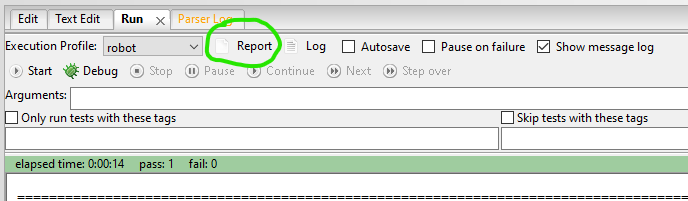 Edit Text Edit Run Parser Log
Execution Profile: robot Report Log Autosave Pause on failure Show message log
Start Debug Stop Pause Continue Next Step over
Arguments:
Only run tests with these tags Skip tests with these tags
elapsed time: 0:00:14 pass: 1 fail: 0
==============================================================================